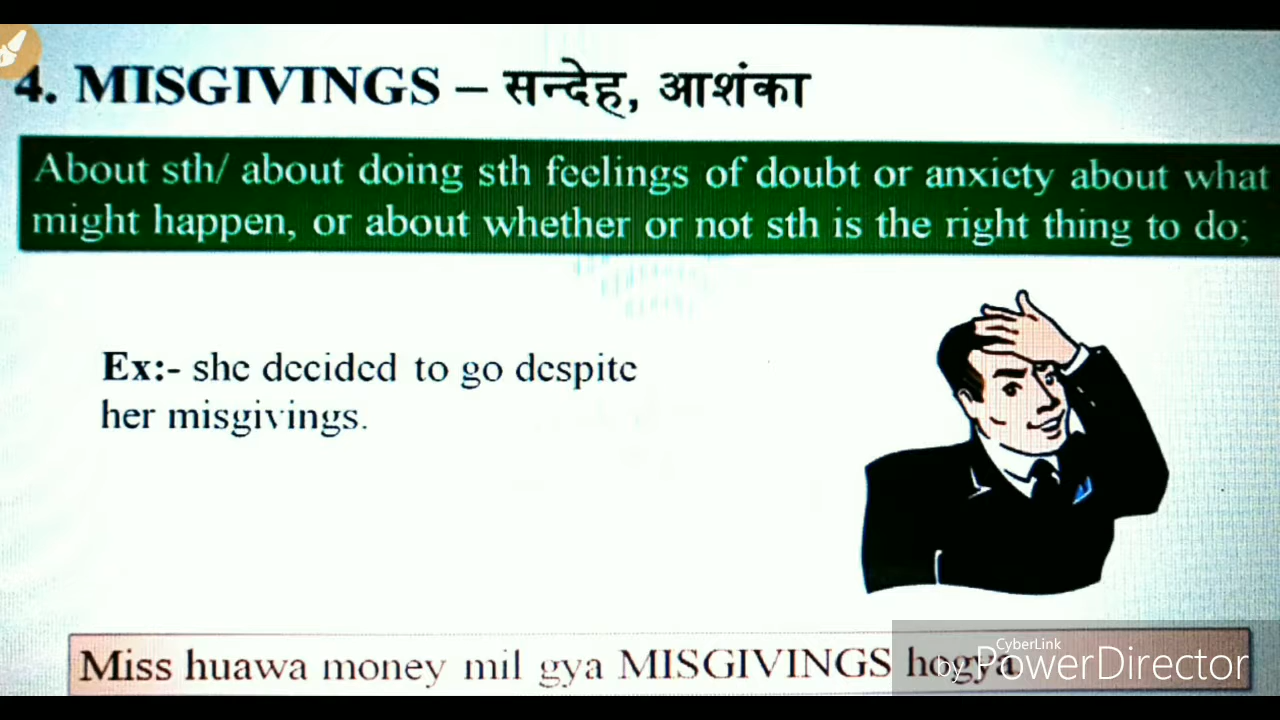 4. MISGIVINGS – सन्देह, आशंका
About sth/ about doing sth feelings of doubt or anxiety about what
might happen, or about whether or not sth is the right thing to do;
Ex:- she decided to go despite
her misgivings.
Miss huawa money mil gya MISGIVINGS hogya
CyberLink
by PowerDirector